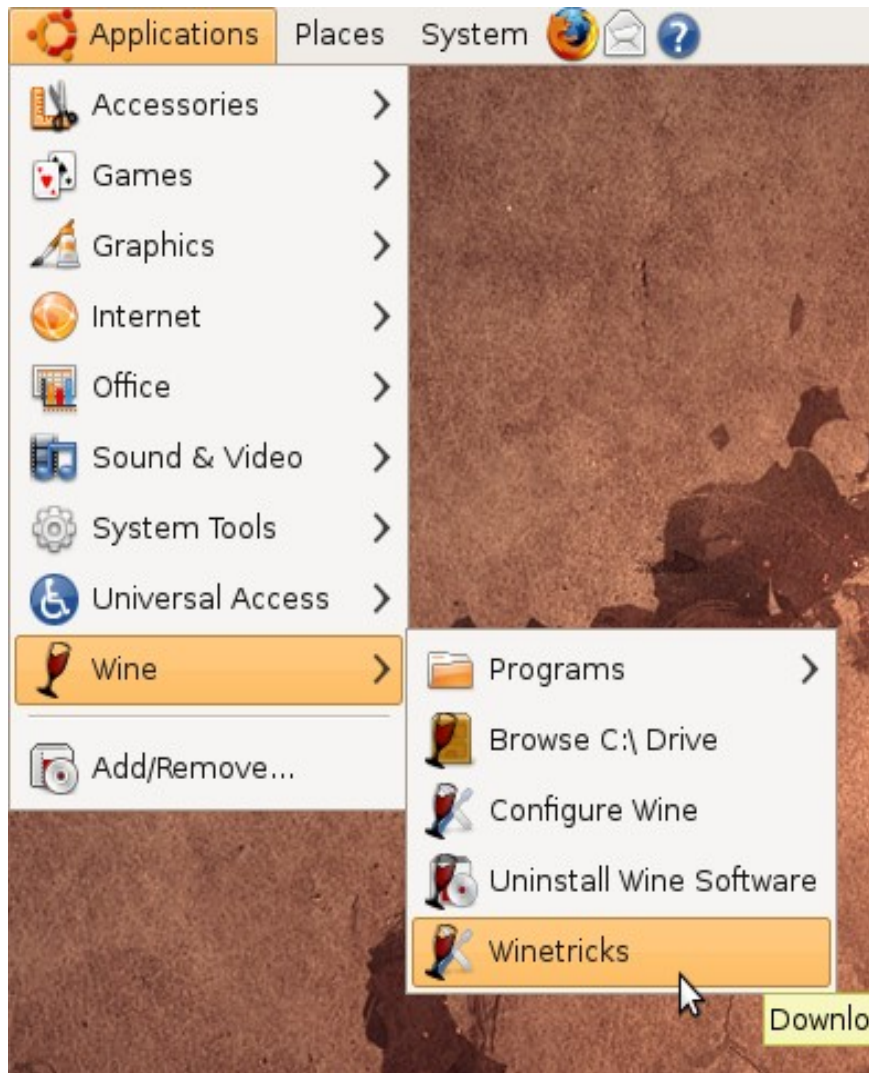 Applications Places System
Accessories
Games
Graphics
Internet
Office
Sound & Video
System Tools
Universal Access
Wine
Add/Remove...
Programs
Browse C:\ Drive
Configure Wine
Uninstall Wine Software
Winetricks